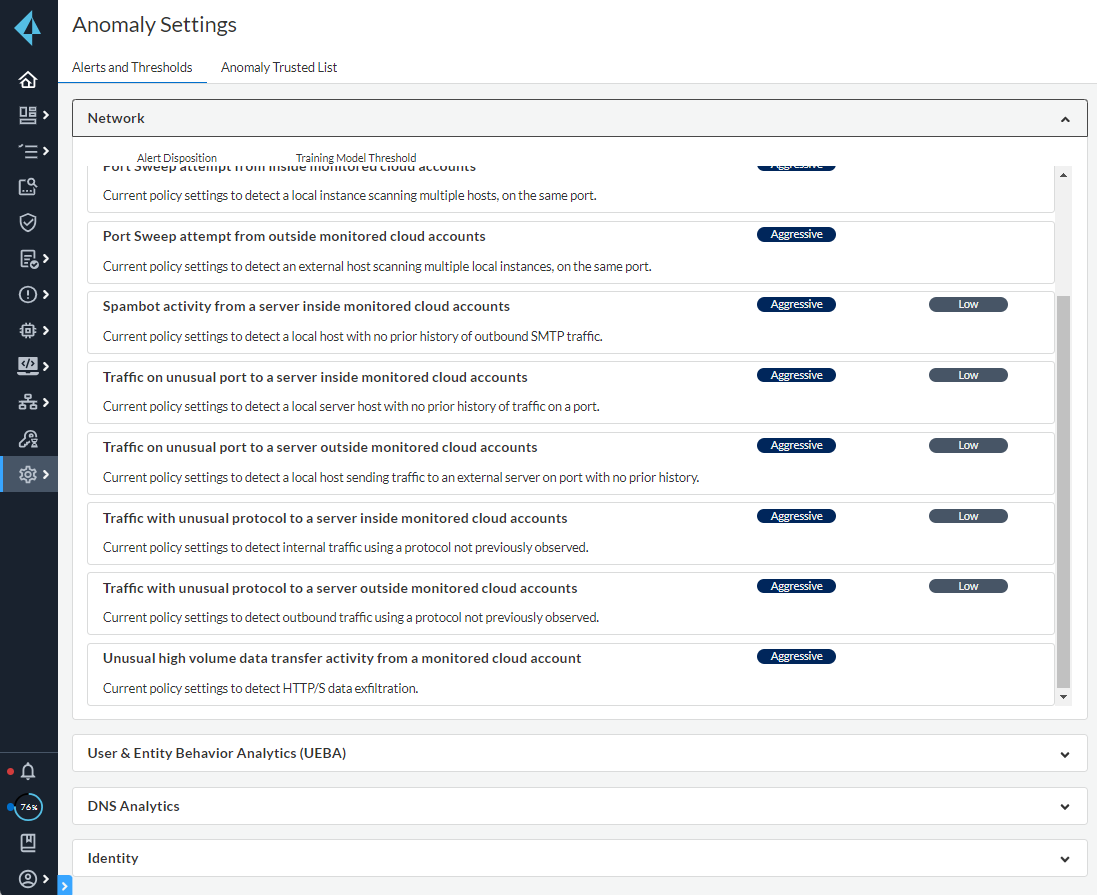 Anomaly Settings
Alerts and Thresholds
Anomaly Trusted List
Network
Alert Disposition
Training Model Threshold
Port Sweep attempt from inside monitored cloud accounts
Aggressive
Current policy settings to detect a local instance scanning multiple hosts, on the same port.
Port Sweep attempt from outside monitored cloud accounts
Aggressive
Current policy settings to detect an external host scanning multiple local instances, on the same port.
Spambot activity from a server inside monitored cloud accounts
Aggressive
Low
Current policy settings to detect a local host with no prior history of outbound SMTP traffic.
Traffic on unusual port to a server inside monitored cloud accounts
Aggressive
Low
Current policy settings to detect a local server host with no prior history of traffic on a port.
Traffic on unusual port to a server outside monitored cloud accounts
Aggressive
Low
Current policy settings to detect a local host sending traffic to an external server on port with no prior history.
Traffic with unusual protocol to a server inside monitored cloud accounts
Aggressive
Low
Current policy settings to detect internal traffic using a protocol not previously observed.
Traffic with unusual protocol to a server outside monitored cloud accounts
Aggressive
Low
Current policy settings to detect outbound traffic using a protocol not previously observed.
Unusual high volume data transfer activity from a monitored cloud account
Aggressive
Current policy settings to detect HTTP/S data exfiltration.
User & Entity Behavior Analytics (UEBA)
DNS Analytics
Identity
76%